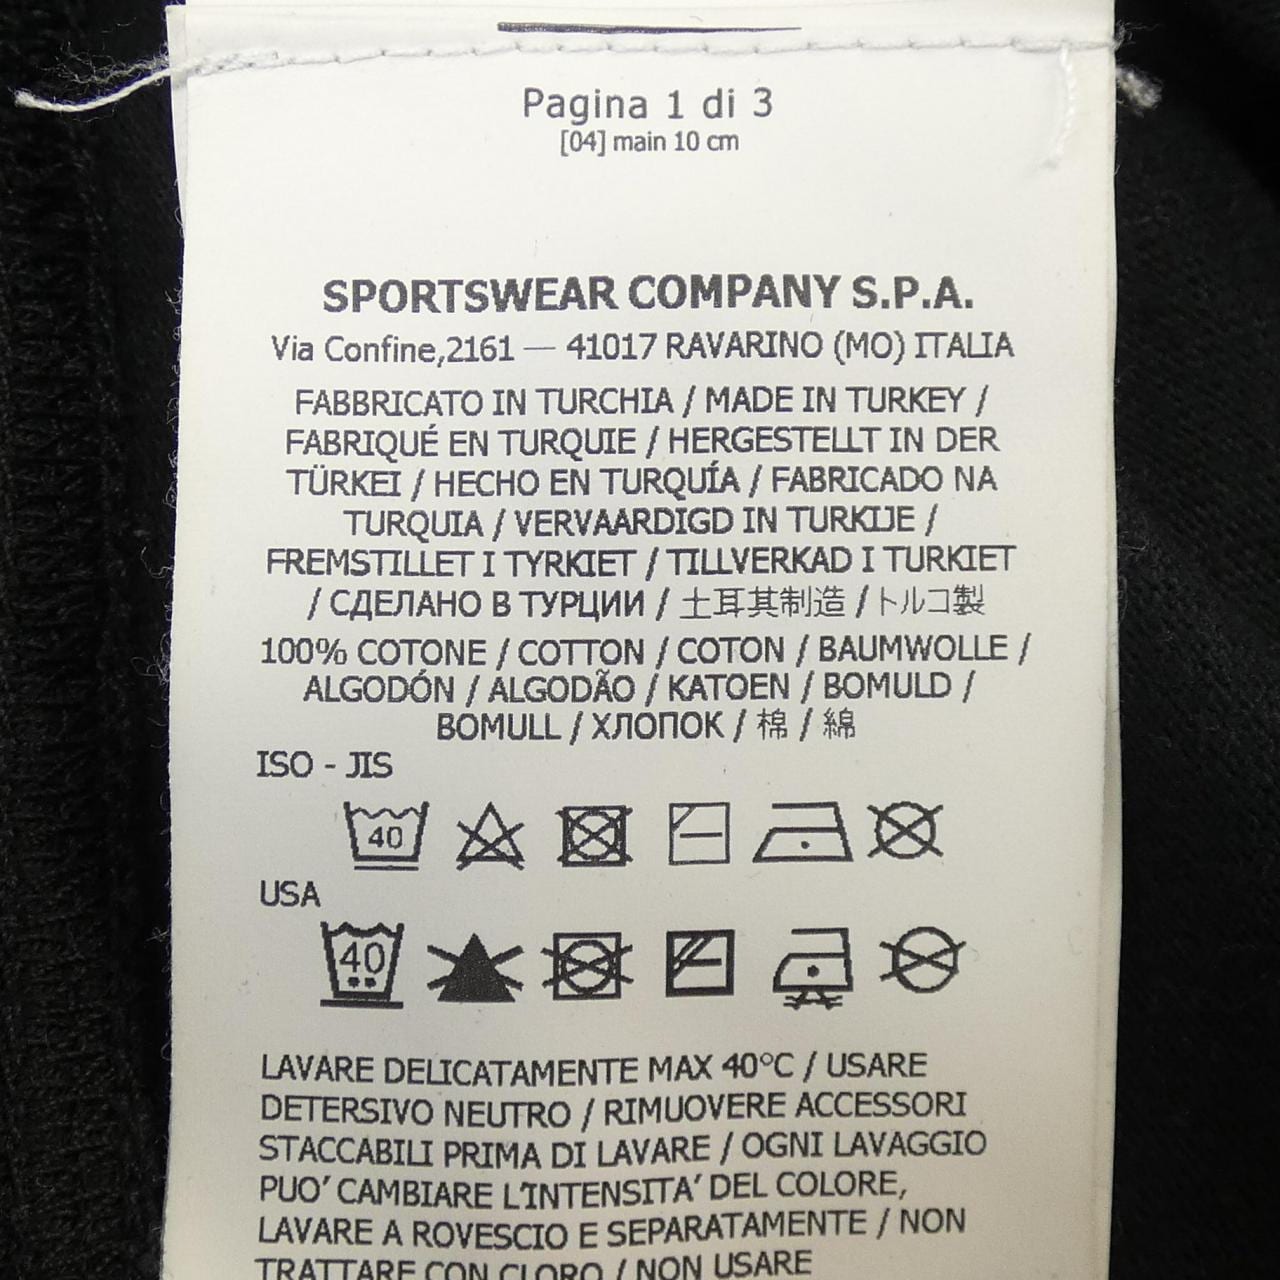 Pagina 1 di 3
[04] main 10 cm
SPORTSWEAR COMPANY S.P.A.
Via Confine,2161 — 41017 RAVARINO (MO) ITALIA
FABBRICATO IN TURCHIA / MADE IN TURKEY /
FABRIQUÉ EN TURQUIE / HERGESTELLT IN DER
TÜRKEI / HECHO EN TURQUÍA / FABRICADO NA
TURQUIA / VERVAARDIGD IN TURKIJE /
FREMSTILLET I TYRKIET / TILLVERKAD I TURKIET
/ СДЕЛАНО В ТУРЦИИ / 土耳其制造 / トルコ製
100% COTONE / COTTON / COTON / BAUMWOLLE /
ALGODÓN / ALGODÃO / KATOEN / BOMULD /
BOMULL / ХЛОПОК / 棉 / 綿
ISO - JIS
40
USA
40
LAVARE DELICATAMENTE MAX 40°C / USARE
DETERSIVO NEUTRO / RIMUOVERE ACCESSORI
STACCABILI PRIMA DI LAVARE / OGNI LAVAGGIO
PUO' CAMBIARE L'INTENSITA' DEL COLORE,
LAVARE A ROVESCIO E SEPARATAMENTE / NON
TRATTARE CON CLORO / NON USARE